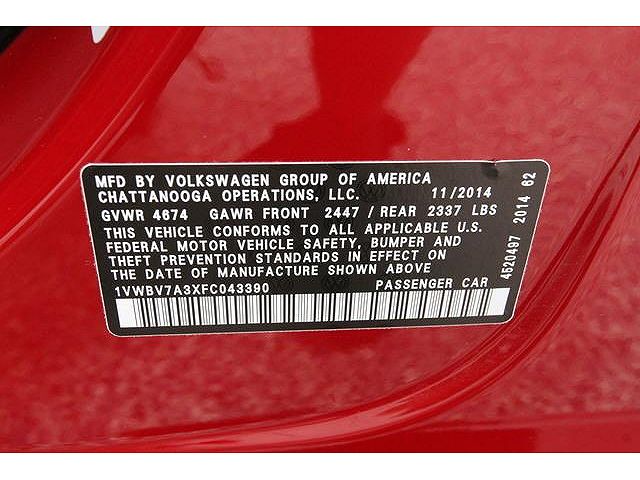 MFD BY VOLKSWAGEN GROUP OF AMERICA
CHATTANOOGA OPERATIONS, LLC. 11/2014
GVWR 4674 GAWR FRONT 2447 / REAR 2337 LBS
THIS VEHICLE CONFORMS TO ALL APPLICABLE U.S.
FEDERAL MOTOR VEHICLE SAFETY, BUMPER AND
THEFT PREVENTION STANDARDS IN EFFECT ON
THE DATE OF MANUFACTURE SHOWN ABOVE
1VWBV7A3XFC043390 PASSENGER CAR
4520497 2014 62